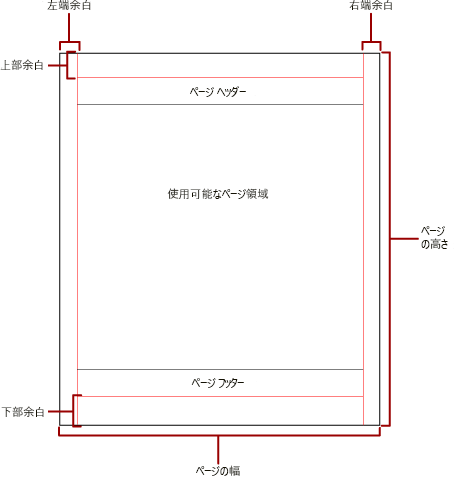 左端余白
右端余白
上部余白
ページ ヘッダー
使用可能なページ領域
ページ
の高さ
ページ フッター
下部余白
ページの幅